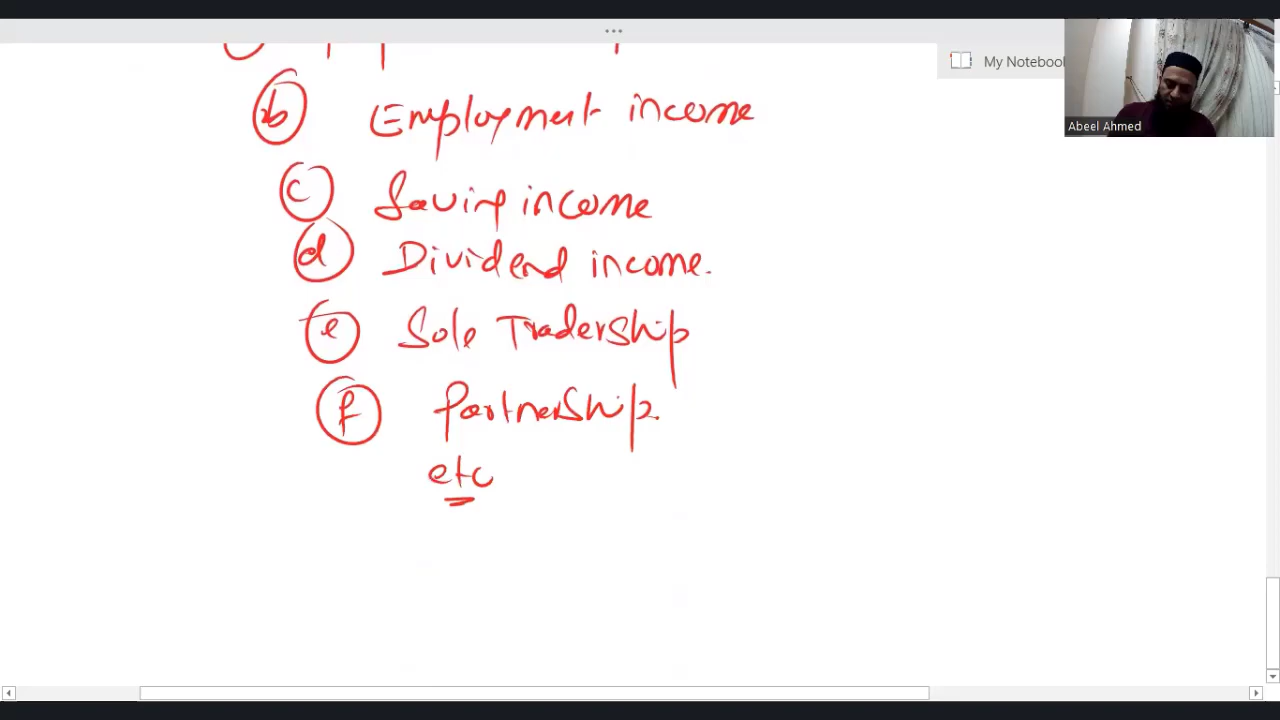 My Notebook
Abeel Ahmed
b Employment income
c Saving income
d Dividend income.
e Sole Tradership
f Partnership.
etc